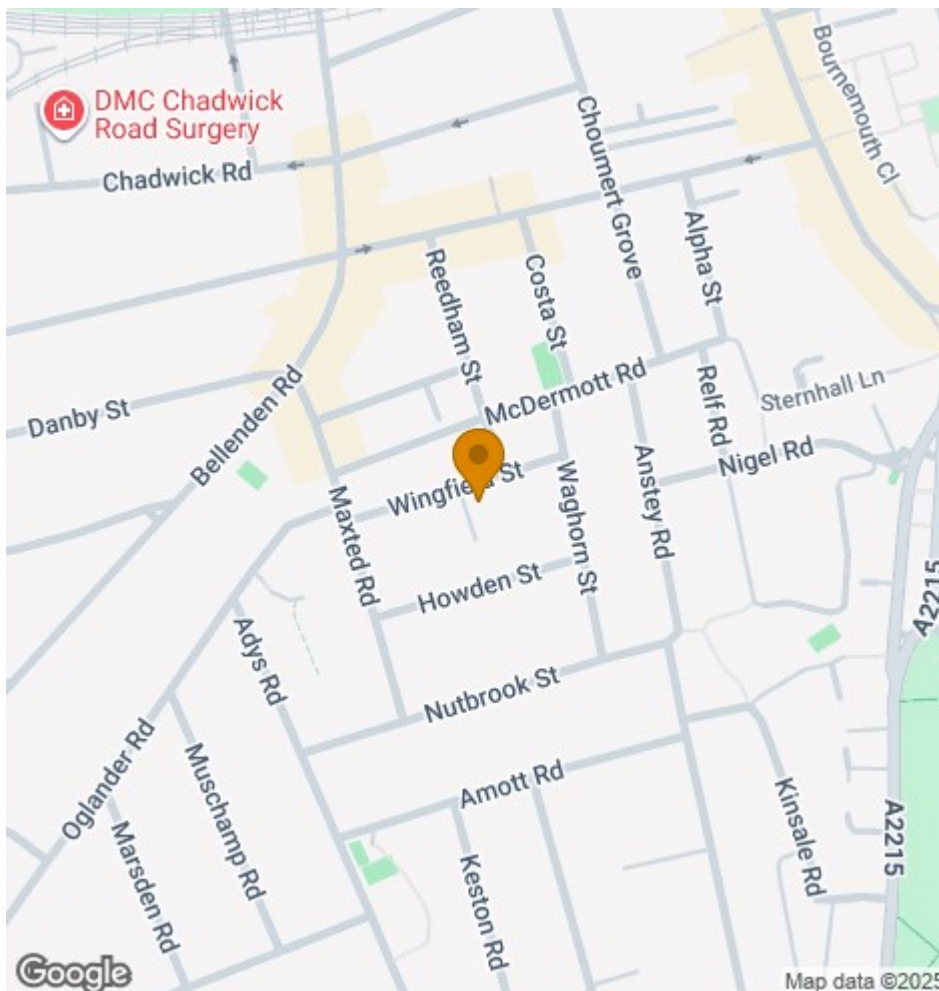 DMC Chadwick
Road Surgery
Chadwick Rd
Bournemouth Cl
Choumert Grove
Alpha St
Reedham St
Costa St
Danby St
Bellenden Rd
McDermott Rd
Relf Rd
Sternhall Ln
Nigel Rd
Wingfield St
Maxted Rd
Waghorn St
Anstey Rd
Howden St
A2215
Adys Rd
Nutbrook St
Oglander Rd
Muschamp Rd
Amott Rd
Kinsale Rd
A2215
Marsden Rd
Keston Rd
Google
Map data ©2025